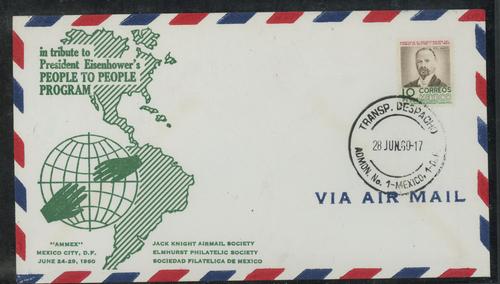 in tribute to
President Eisenhower's
PEOPLE TO PEOPLE
PROGRAM
10 CORREOS
MEXICO
TRANSP. DESPACHO
28 JUN.60-17
ADMON. No. 1-MEXICO, 1-D.F.
VIA AIR MAIL
"AMMEX"
MEXICO CITY, D.F.
JUNE 24-29, 1960
JACK KNIGHT AIRMAIL SOCIETY
ELMHURST PHILATELIC SOCIETY
SOCIEDAD FILATELICA DE MEXICO